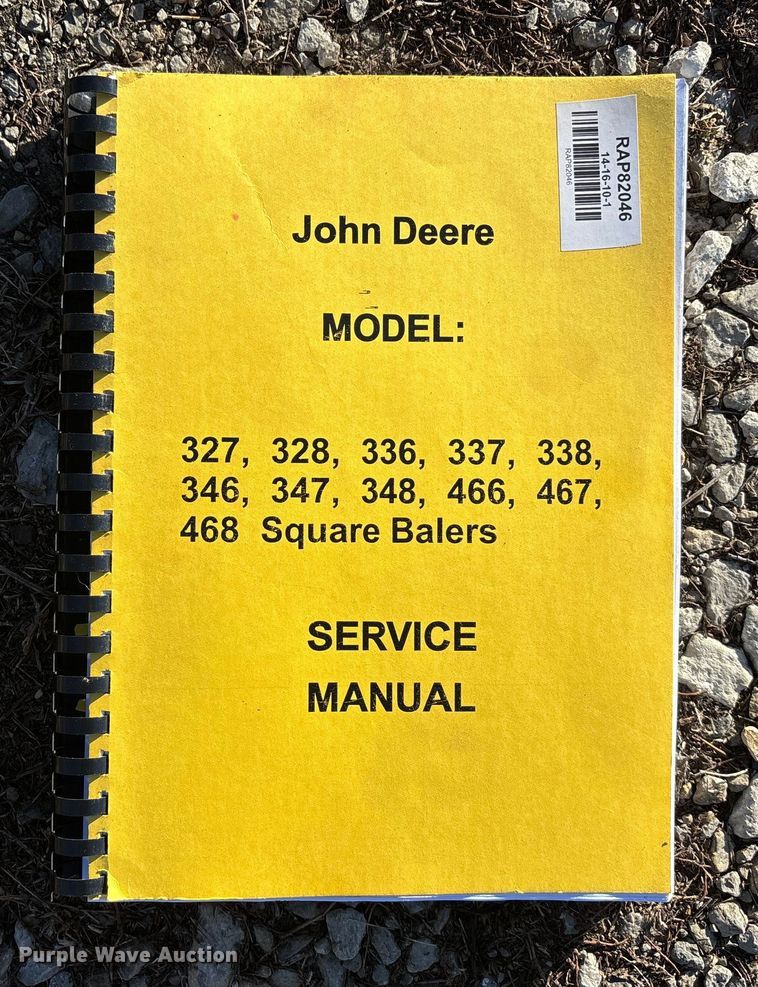 RAP82046
14-16-10-1
RAP82046
John Deere
MODEL:
327, 328, 336, 337, 338,
346, 347, 348, 466, 467,
468 Square Balers
SERVICE
MANUAL
Purple Wave Auction